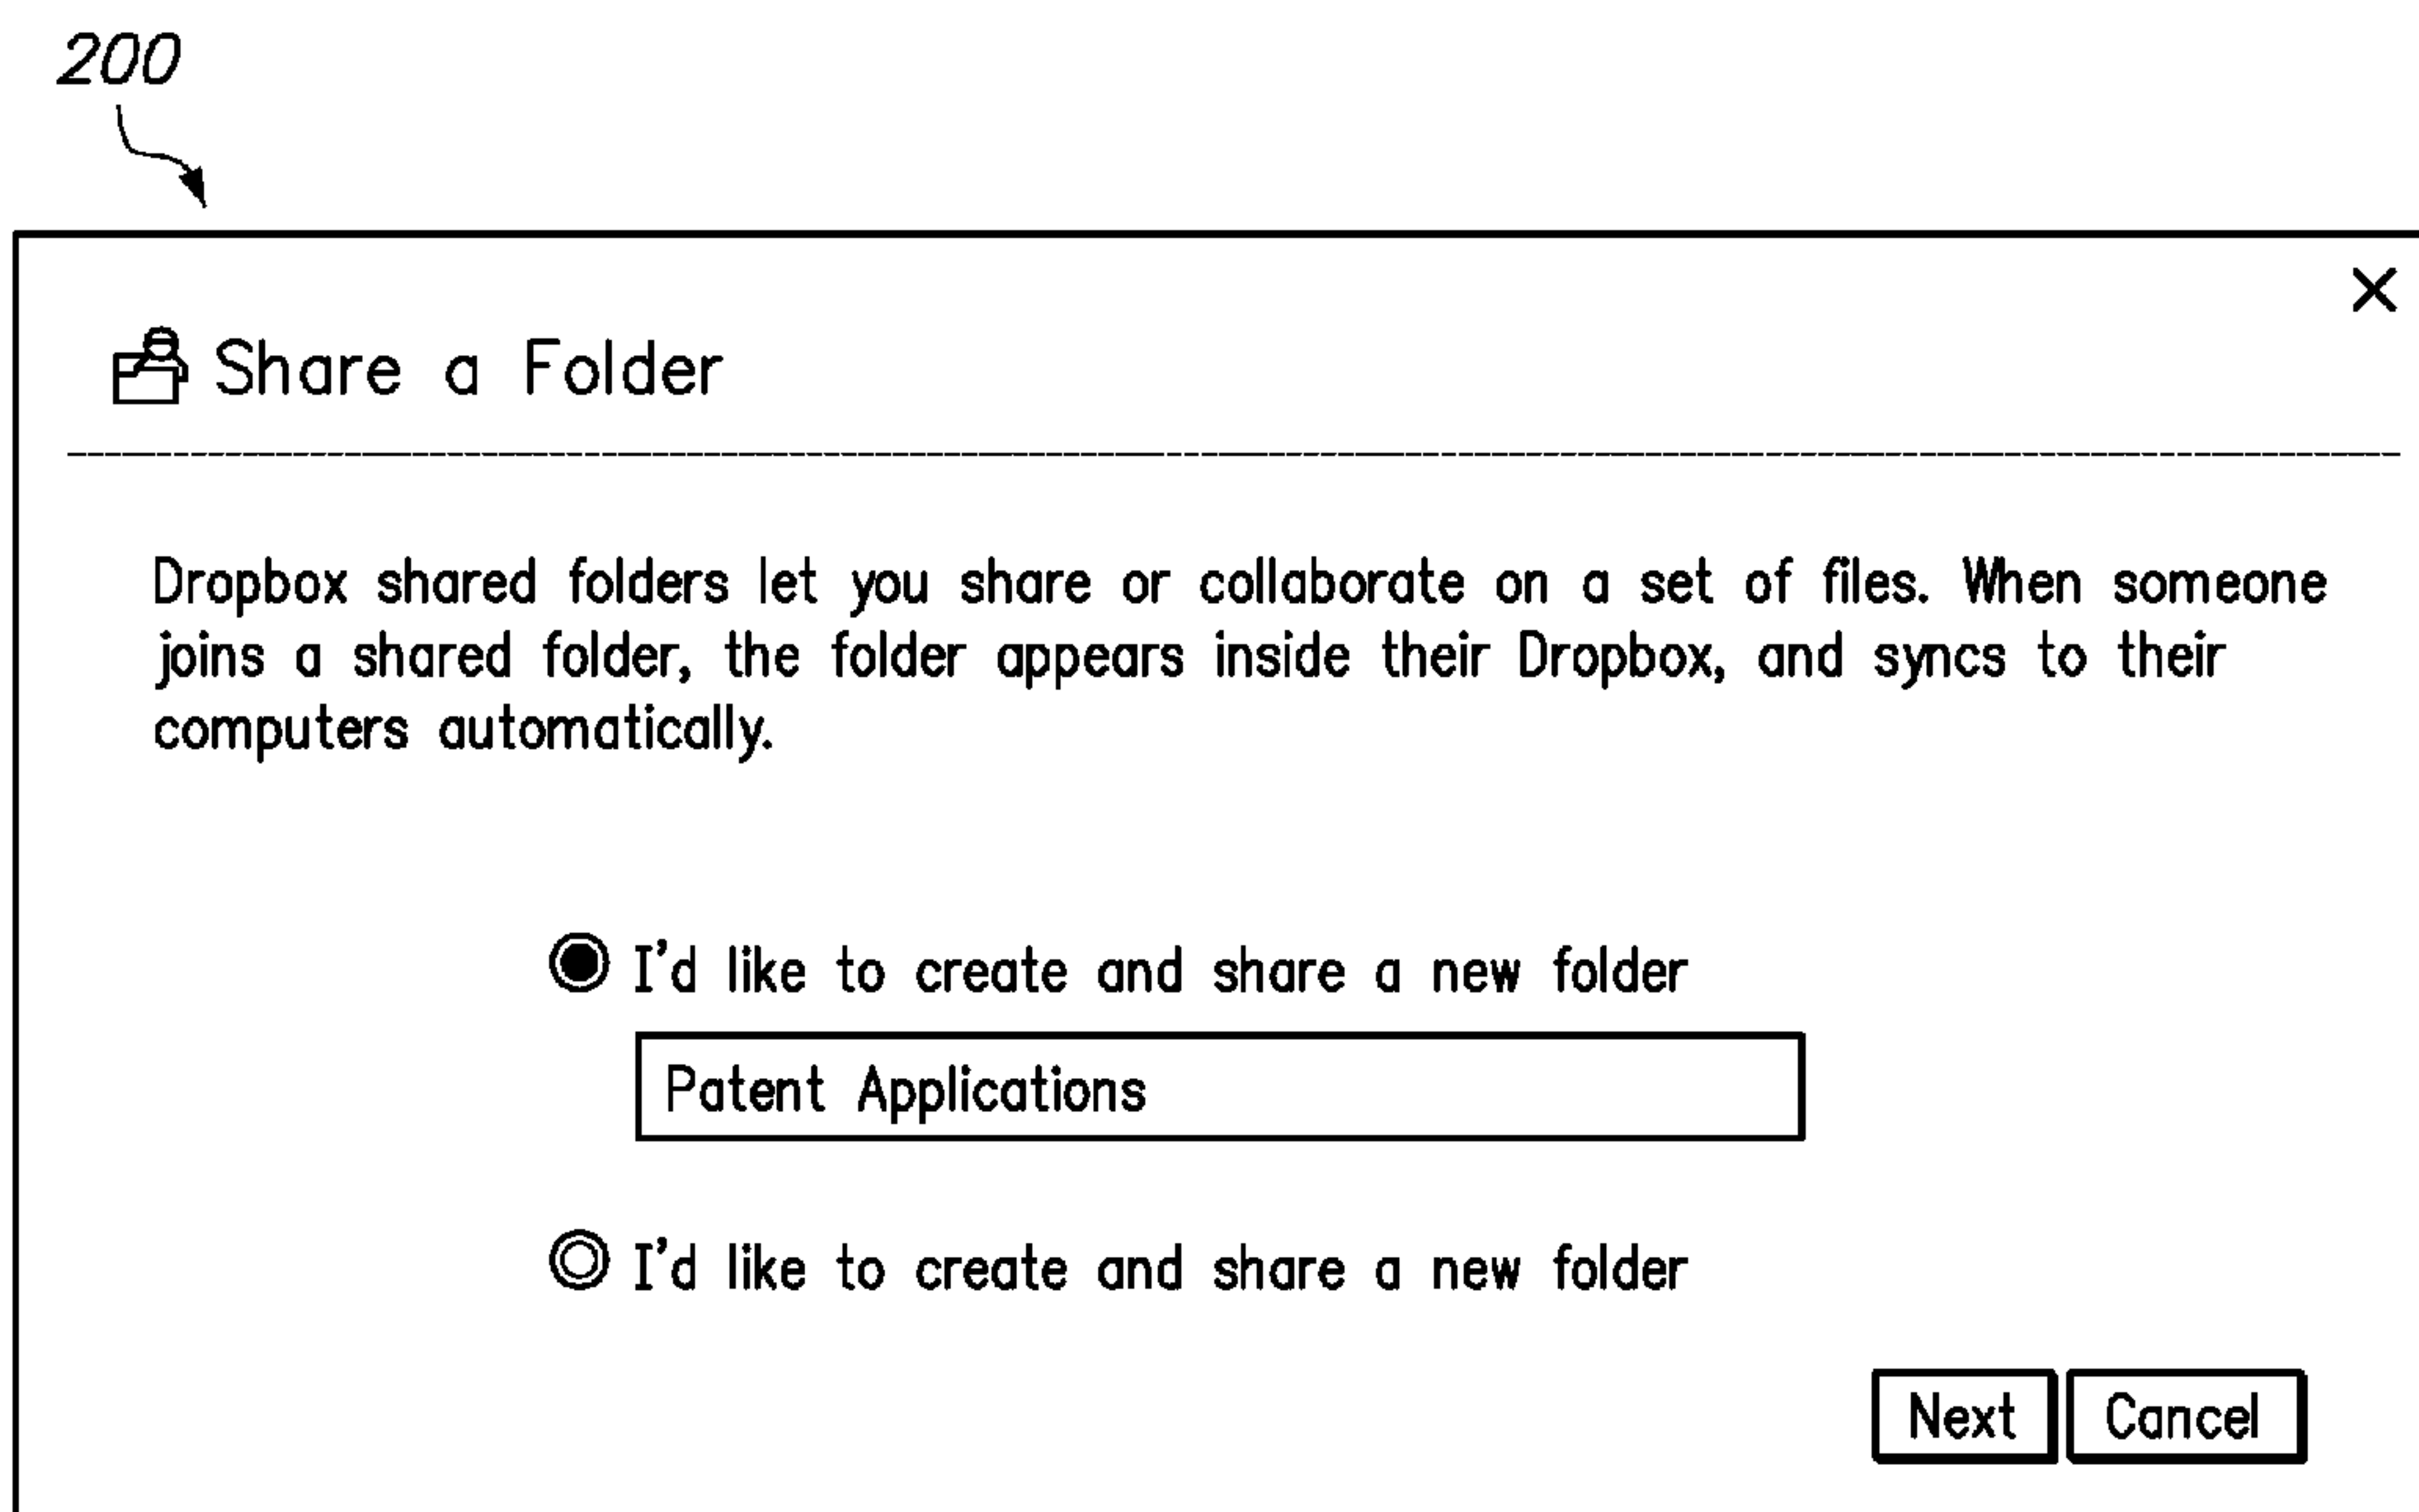 200
Share a Folder
Dropbox shared folders let you share or collaborate on a set of files. When someone
joins a shared folder, the folder appears inside their Dropbox, and syncs to their
computers automatically.
I'd like to create and share a new folder
Patent Applications
I'd like to create and share a new folder
Next Cancel